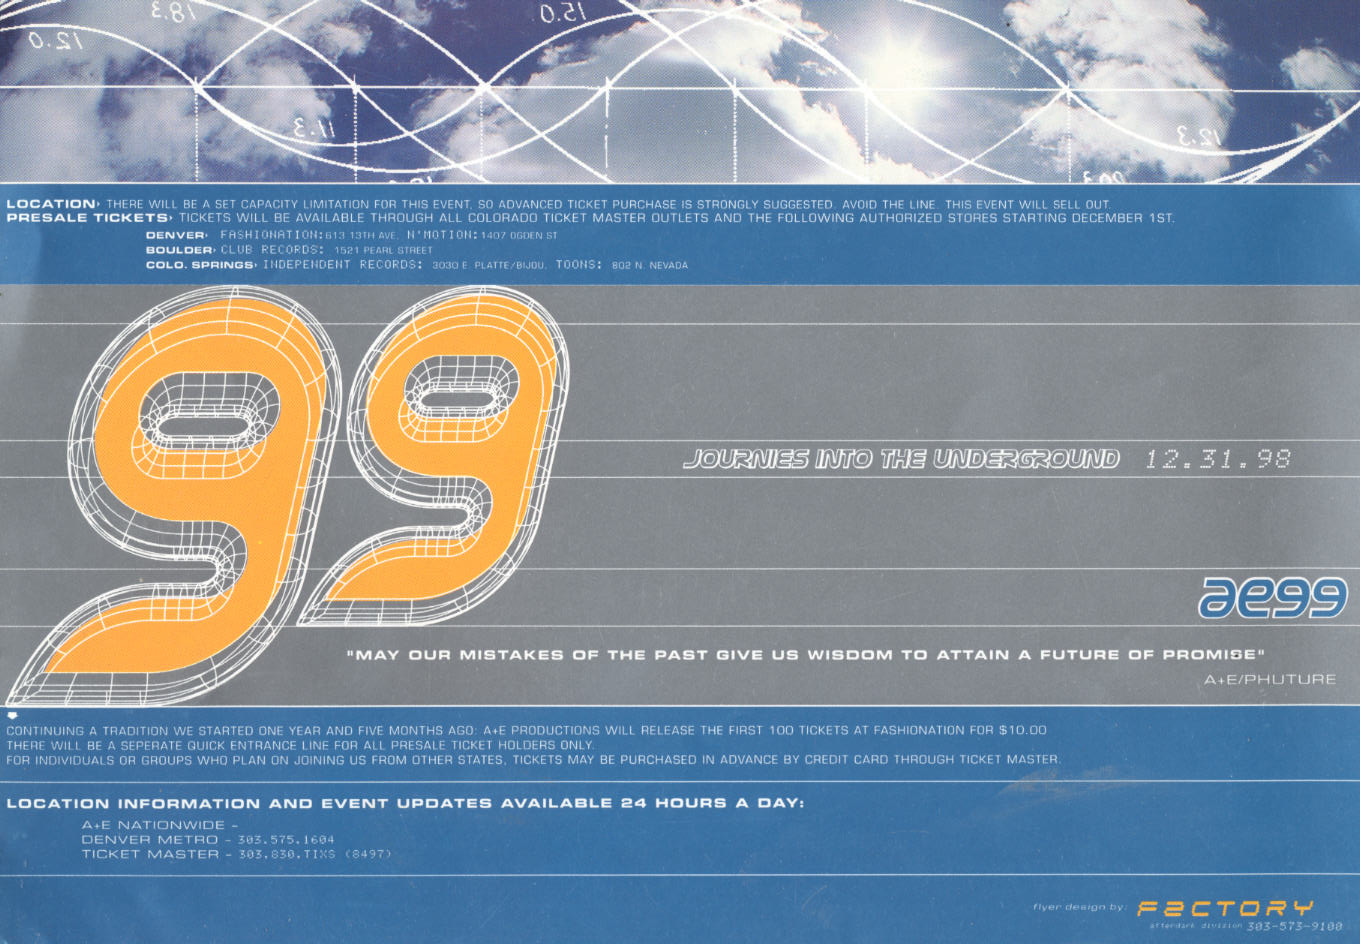 18.3
12.0
15.0
11.3
12.3
LOCATION› THERE WILL BE A SET CAPACITY LIMITATION FOR THIS EVENT, SO ADVANCED TICKET PURCHASE IS STRONGLY SUGGESTED. AVOID THE LINE. THIS EVENT WILL SELL OUT.
PRESALE TICKETS› TICKETS WILL BE AVAILABLE THROUGH ALL COLORADO TICKET MASTER OUTLETS AND THE FOLLOWING AUTHORIZED STORES STARTING DECEMBER 1ST.
DENVER› FASHIONATION: 613 13TH AVE. N'MOTION: 1407 OGDEN ST
BOULDER› CLUB RECORDS: 1521 PEARL STREET
COLO. SPRINGS› INDEPENDENT RECORDS: 3030 E. PLATTE/BIJOU. TOONS: 802 N. NEVADA
99
JOURNIES INTO THE UNDERGROUND 12.31.98
ae99
"MAY OUR MISTAKES OF THE PAST GIVE US WISDOM TO ATTAIN A FUTURE OF PROMISE"
A+E/PHUTURE
CONTINUING A TRADITION WE STARTED ONE YEAR AND FIVE MONTHS AGO: A+E PRODUCTIONS WILL RELEASE THE FIRST 100 TICKETS AT FASHIONATION FOR $10.00
THERE WILL BE A SEPERATE QUICK ENTRANCE LINE FOR ALL PRESALE TICKET HOLDERS ONLY.
FOR INDIVIDUALS OR GROUPS WHO PLAN ON JOINING US FROM OTHER STATES, TICKETS MAY BE PURCHASED IN ADVANCE BY CREDIT CARD THROUGH TICKET MASTER.
LOCATION INFORMATION AND EVENT UPDATES AVAILABLE 24 HOURS A DAY:
A+E NATIONWIDE –
DENVER METRO – 303.575.1604
TICKET MASTER – 303.830.TIXS (8497)
flyer design by: FACTORY
afterdark division 303-573-9100